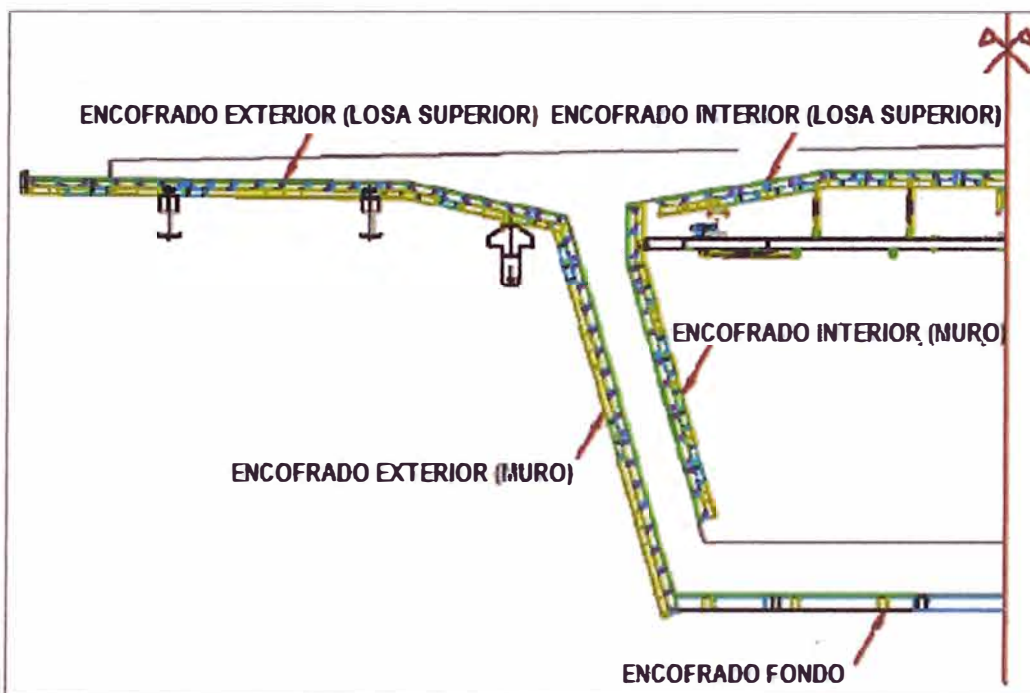 ENCOFRADO EXTERIOR (LOSA SUPERIOR) ENCOFRADO INTERIOR (LOSA SUPERIOR)
ENCOFRADO INTERIOR (MURO)
ENCOFRADO EXTERIOR (MURO)
ENCOFRADO FONDO